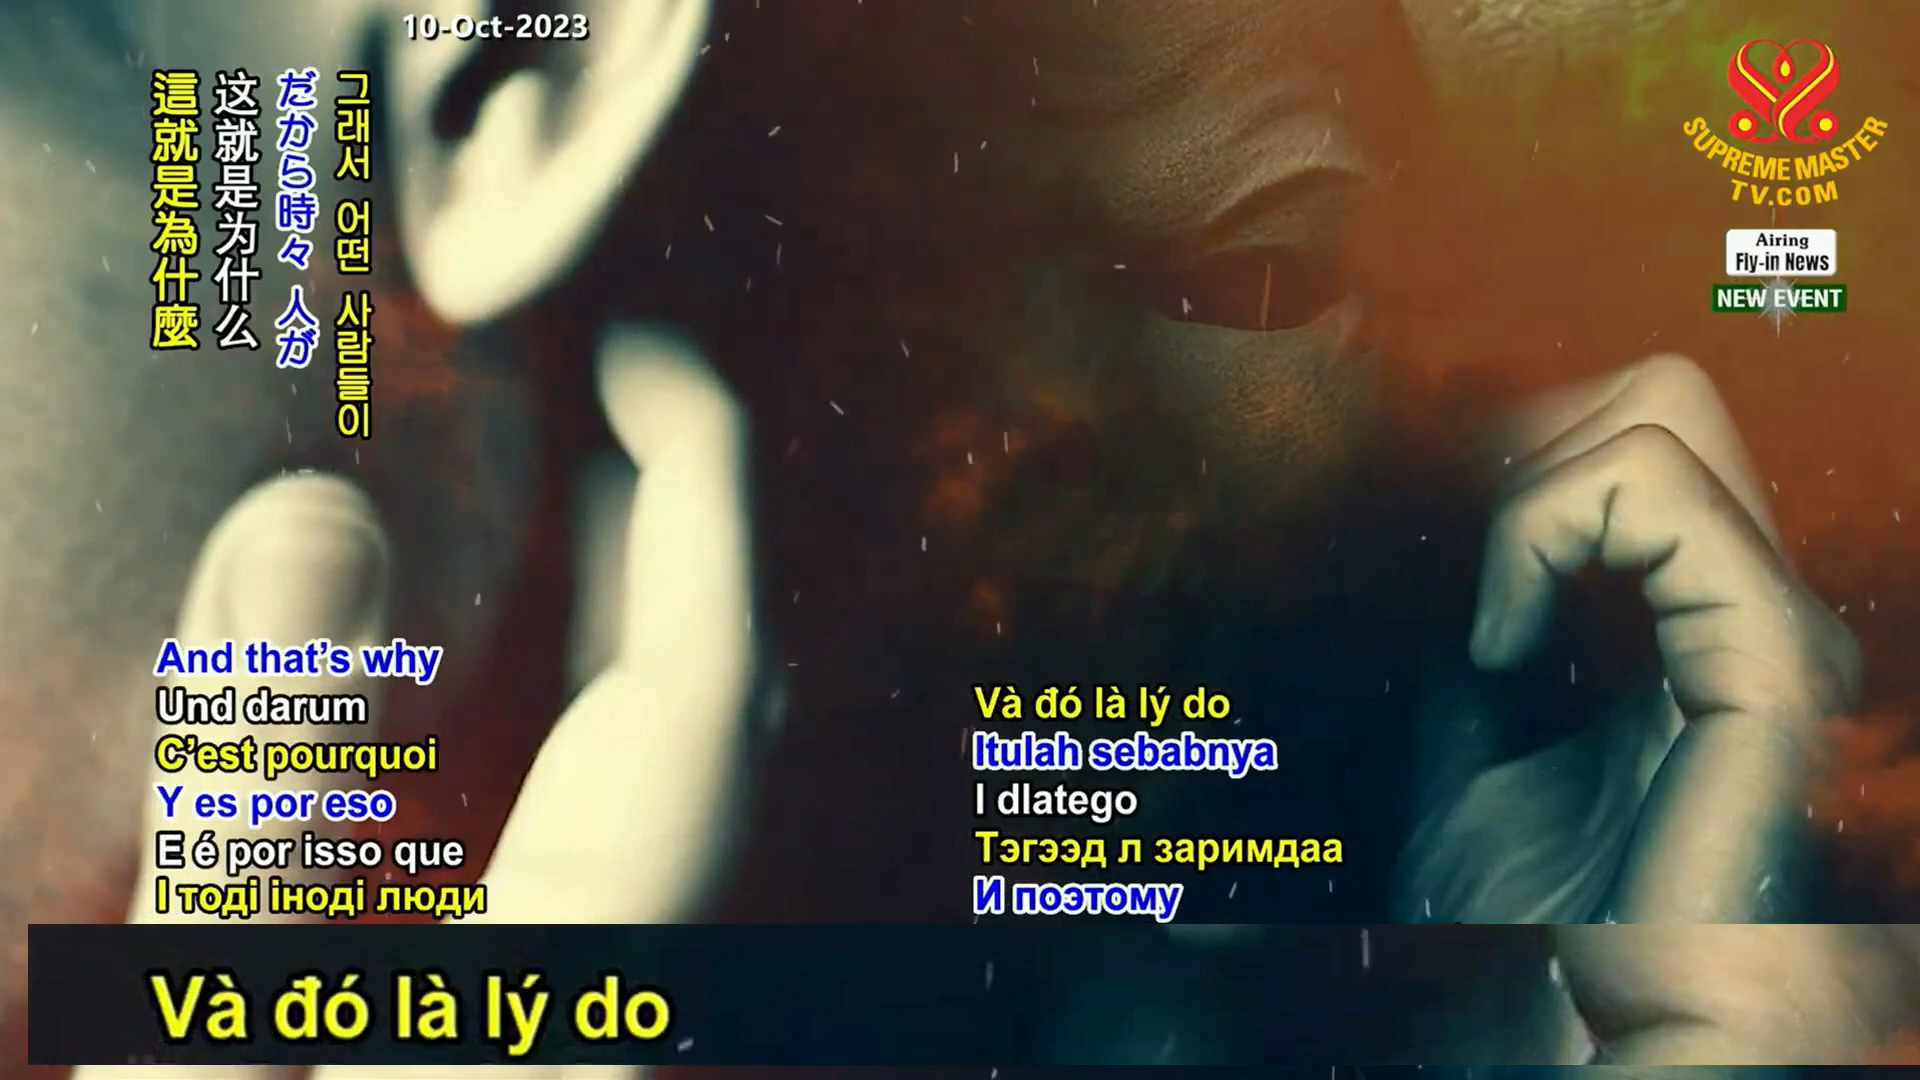 10-Oct-2023
그래서 어떤 사람들이
だから時々 人が
这就是为什么
這就是為什麼
SUPREME MASTER
TV.COM
Airing
Fly-in News
NEW EVENT
And that’s why
Und darum
C’est pourquoi
Y es por eso
E é por isso que
І тоді іноді люди
Và đó là lý do
Itulah sebabnya
I dlatego
Тэгээд л заримдаа
И поэтому
Và đó là lý do